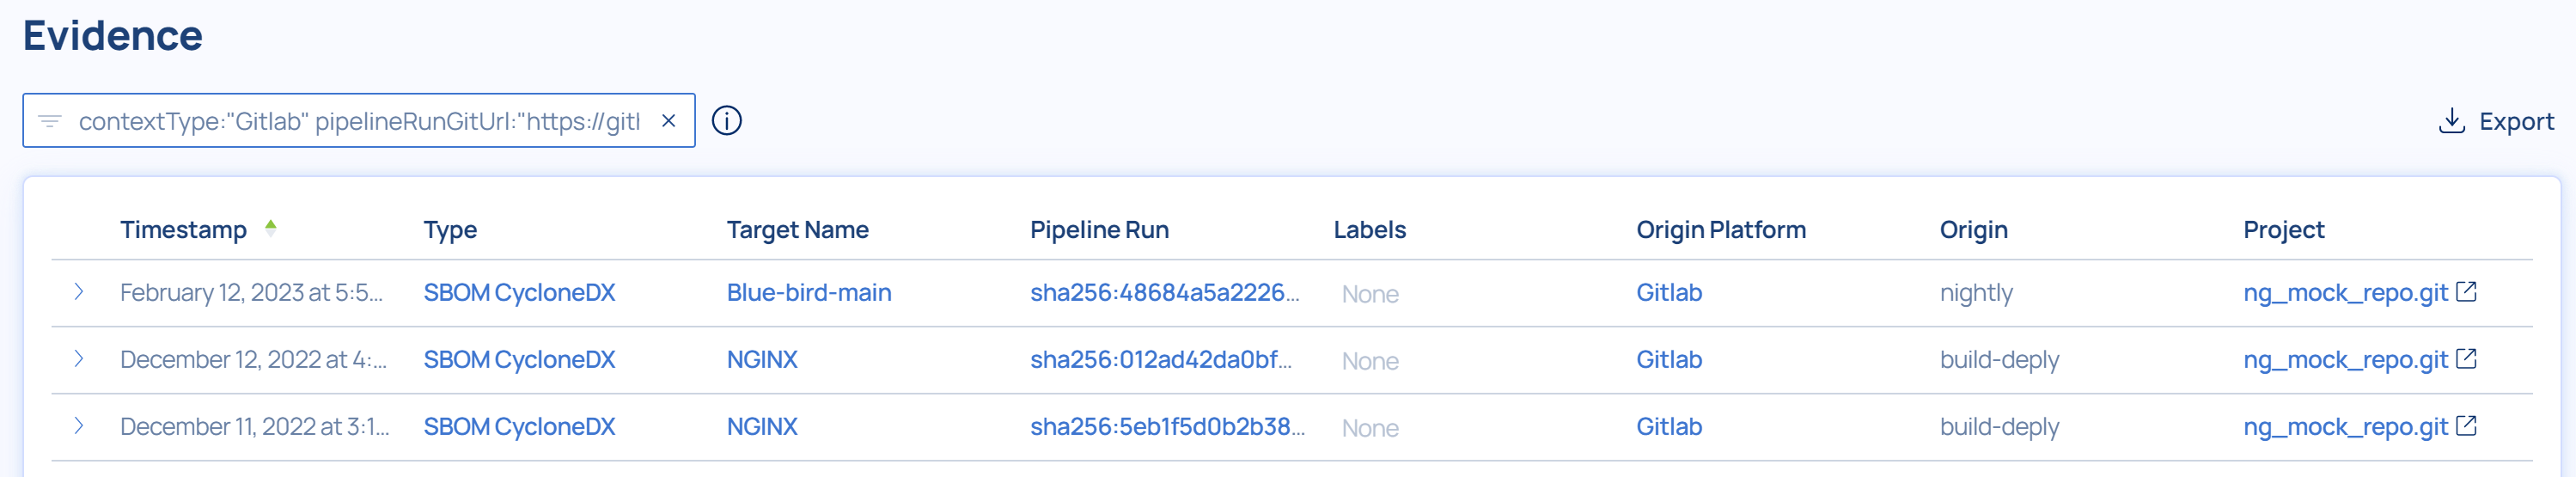 Evidence
contextType:"Gitlab" pipelineRunGitUrl:"https://gitl
Export
Timestamp Type Target Name Pipeline Run Labels Origin Platform Origin Project
February 12, 2023 at 5:5... SBOM CycloneDX Blue-bird-main sha256:48684a5a2226... None Gitlab nightly ng_mock_repo.git
December 12, 2022 at 4:... SBOM CycloneDX NGINX sha256:012ad42da0bf... None Gitlab build-deply ng_mock_repo.git
December 11, 2022 at 3:1... SBOM CycloneDX NGINX sha256:5eb1f5d0b2b38... None Gitlab build-deply ng_mock_repo.git